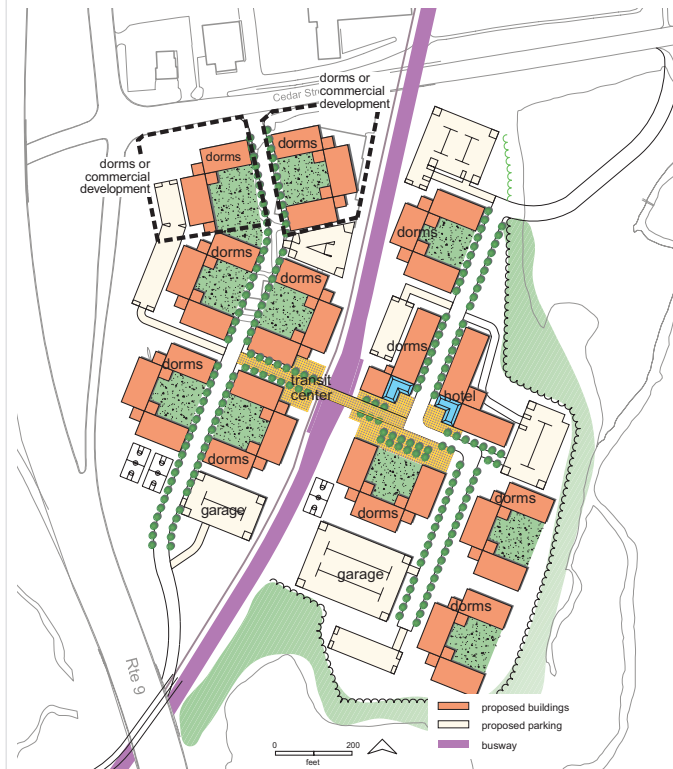 dorms or
commercial
development
Cedar Str
dorms
dorms
dorms or
commercial
development
dorms
dorms
dorms
dorms
dorms
transit
center
hotel
dorms
dorms
garage
dorms
dorms
garage
dorms
Rte 9
proposed buildings
proposed parking
busway
0
200
feet